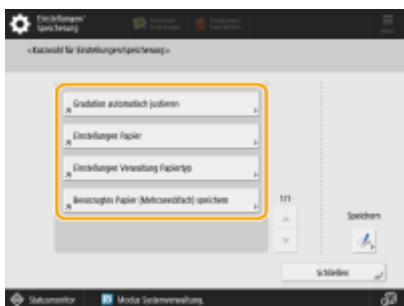 Einstellungen/
Speicherung
<Kurzwahl für Einstellungen/Speicherung>
Gradation automatisch justieren
Einstellungen Papier
Einstellungen Verwaltung Papiertyp
Bevorzugtes Papier (Mehrzweckfach) speichern
1/1
Speichern
Schließen
Statusmonitor
Modus Systemverwaltung.